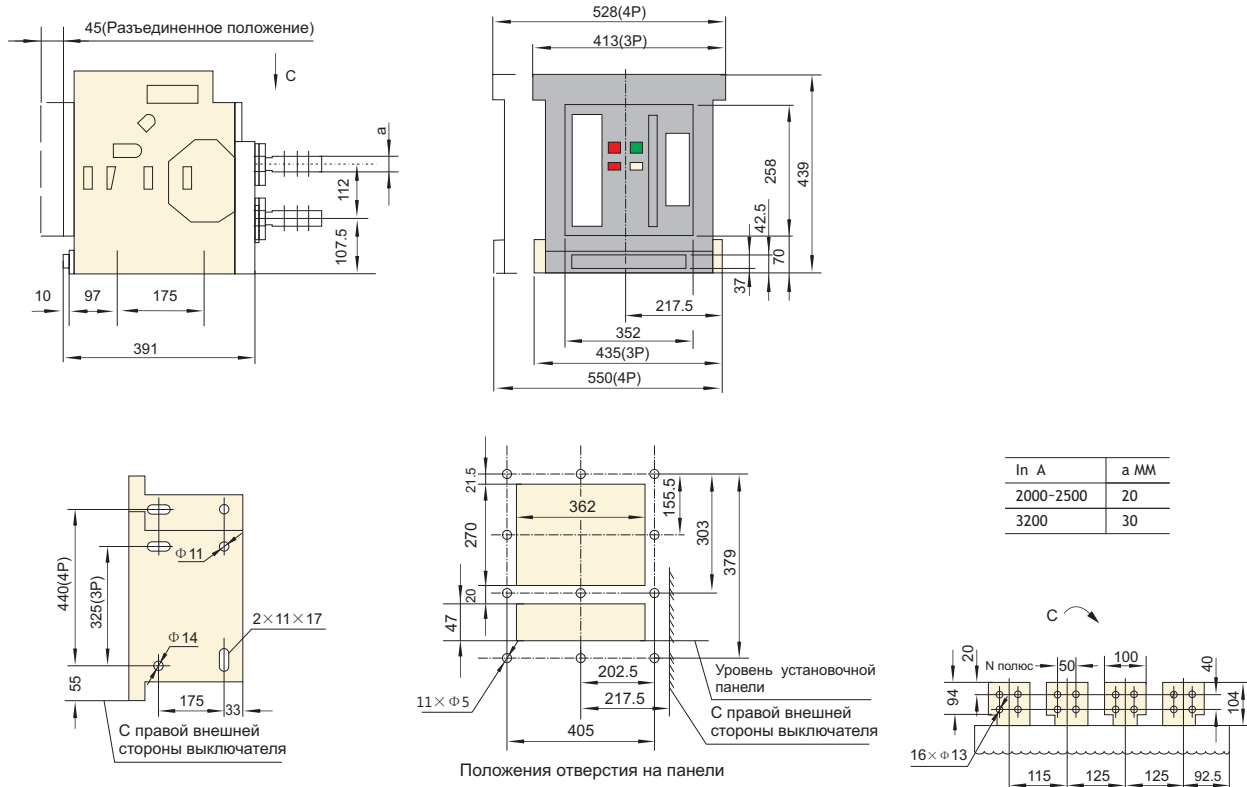 45(Разъединенное положение)
C
a
112
107.5
10
97
175
391
528(4P)
413(3P)
258
439
42.5
70
37
217.5
352
435(3P)
550(4P)
440(4P)
325(3P)
55
Φ11
2×11×17
Φ14
175
33
С правой внешней
стороны выключателя
21.5
270
20
47
362
155.5
303
379
202.5
217.5
405
11×Φ5
Уровень установочной
панели
С правой внешней
стороны выключателя
Положения отверстия на панели
In A a MM
2000-2500 20
3200 30
C
20
94
N полюс
50
100
40
104
16×Φ13
115
125
125
92.5